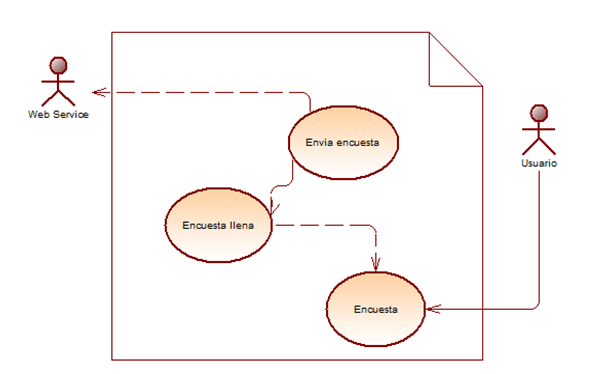 Web Service
Envia encuesta
Usuario
Encuesta llena
Encuesta